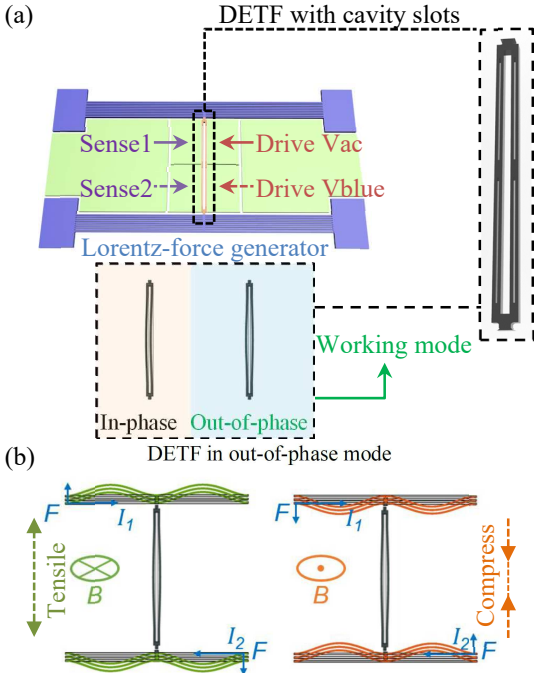 (a)
DETF with cavity slots
Sense1
Drive Vac
Sense2
Drive Vblue
Lorentz-force generator
Working mode
In-phase
Out-of-phase
(b)
DETF in out-of-phase mode
F
I1
F
I1
Tensile
B
B
Compress
I2
F
I2
F